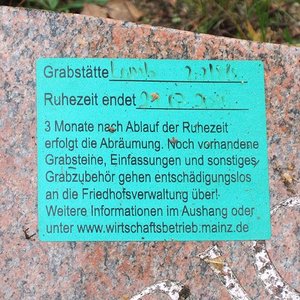 Grabstätte
Ruhezeit endet
3 Monate nach Ablauf der Ruhezeit
erfolgt die Abräumung. Noch vorhandene
Grabsteine, Einfassungen und sonstiges
Grabzubehör gehen entschädigungslos
an die Friedhofsverwaltung über!
Weitere Informationen im Aushang oder
unter www.wirtschaftsbetrieb.mainz.de